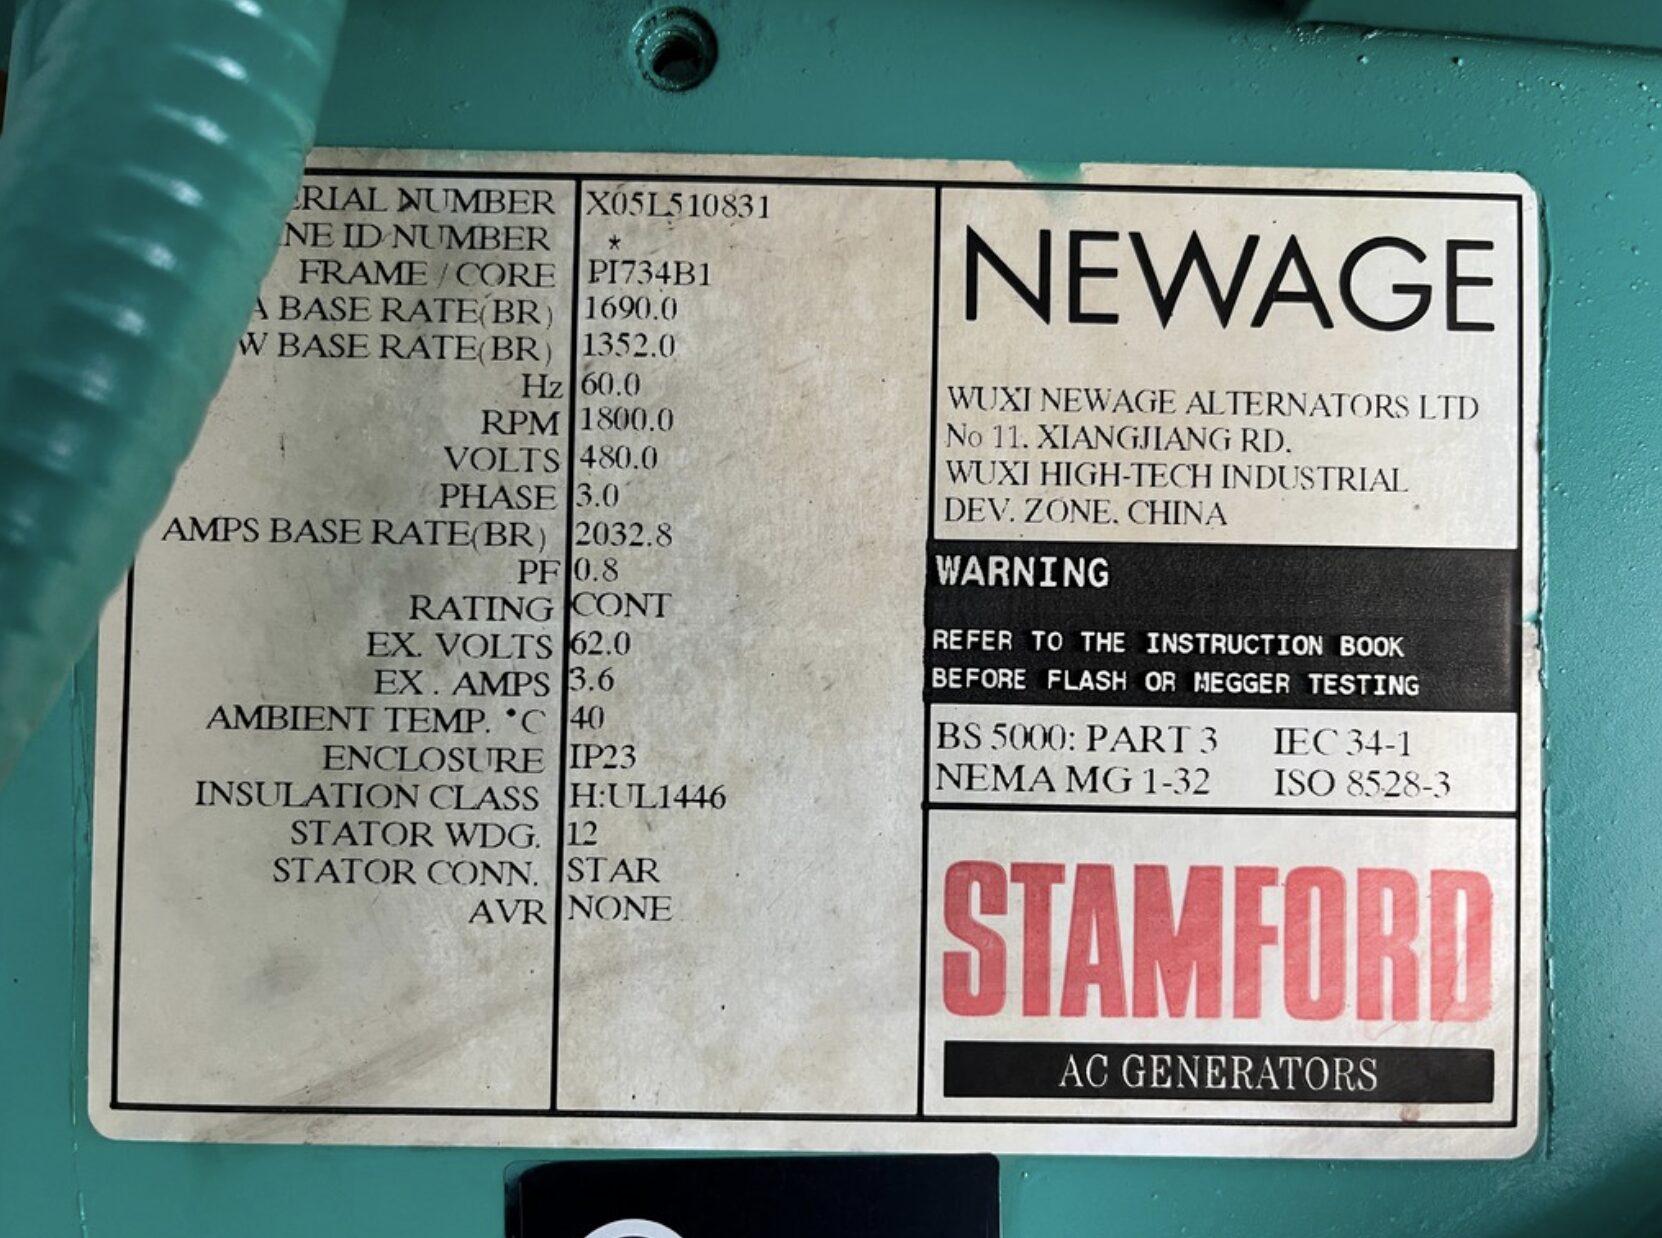 ERIAL NUMBER X05L510831
NE ID NUMBER *
FRAME / CORE PI734B1
A BASE RATE(BR) 1690.0
W BASE RATE(BR) 1352.0
Hz 60.0
RPM 1800.0
VOLTS 480.0
PHASE 3.0
AMPS BASE RATE(BR) 2032.8
PF 0.8
RATING CONT
EX. VOLTS 62.0
EX. AMPS 3.6
AMBIENT TEMP. °C 40
ENCLOSURE IP23
INSULATION CLASS H:UL1446
STATOR WDG. 12
STATOR CONN. STAR
AVR NONE
NEWAGE
WUXI NEWAGE ALTERNATORS LTD
No 11. XIANGJIANG RD.
WUXI HIGH-TECH INDUSTRIAL
DEV. ZONE. CHINA
WARNING
REFER TO THE INSTRUCTION BOOK
BEFORE FLASH OR MEGGER TESTING
BS 5000: PART 3 IEC 34-1
NEMA MG 1-32 ISO 8528-3
STAMFORD
AC GENERATORS